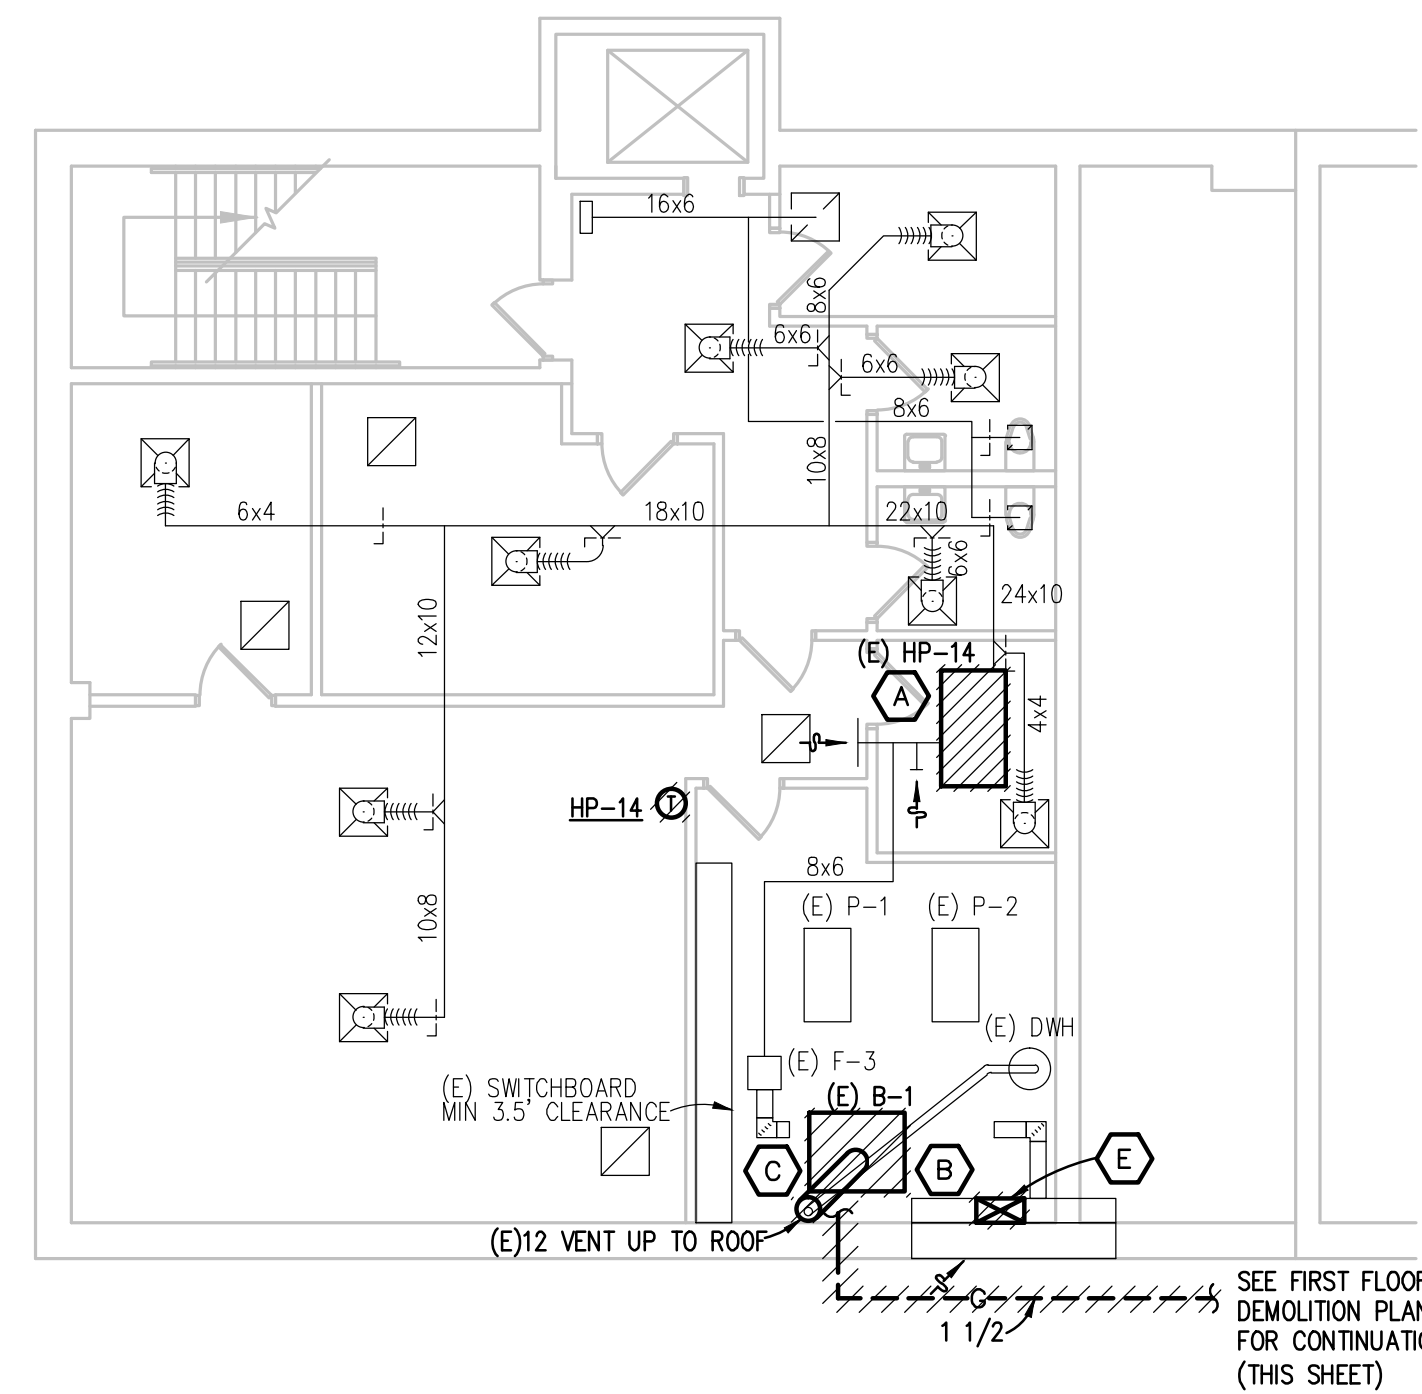 16x6
8x6
6x6
6x6
8x6
10x8
6x4
18x10
22x10
6x6
24x10
12x10
(E) HP-14
A
4x4
HP-14
T
8x6
(E) P-1
(E) P-2
10x8
(E) DWH
(E) F-3
(E) SWITCHBOARD
MIN 3.5' CLEARANCE
(E) B-1
C
B
E
(E)12 VENT UP TO ROOF
G
1 1/2
SEE FIRST FLOOR
DEMOLITION PLAN
FOR CONTINUATIO
(THIS SHEET)